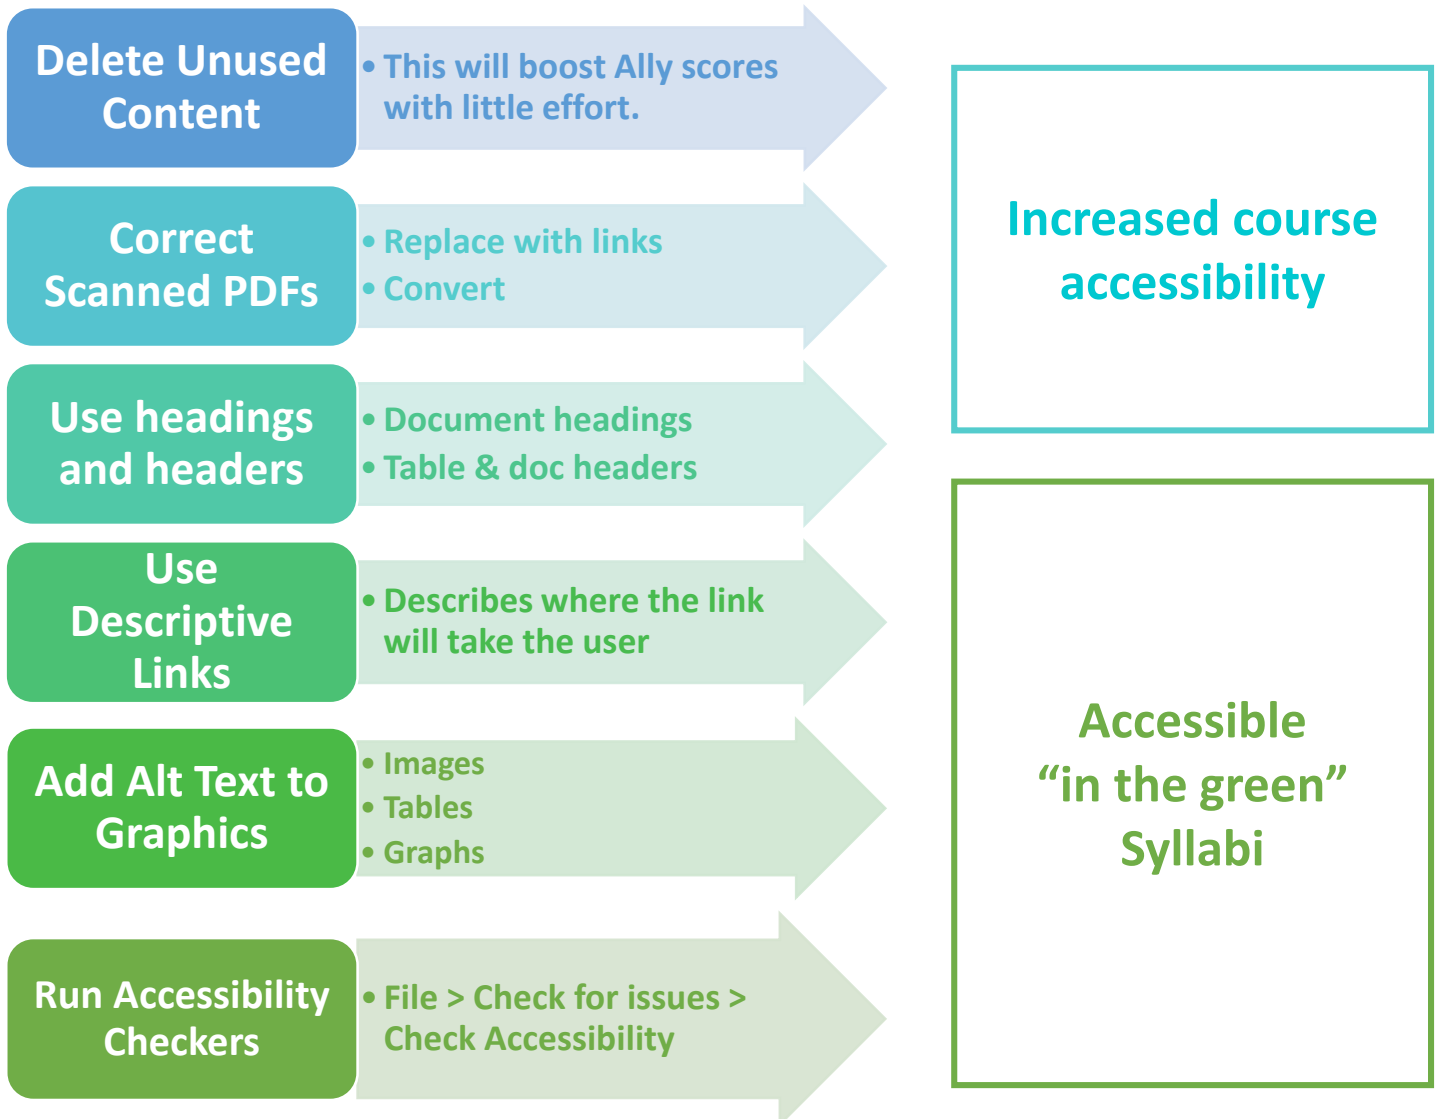 Delete Unused
Content
• This will boost Ally scores
with little effort.
Correct
Scanned PDFs
• Replace with links
• Convert
Use headings
and headers
• Document headings
• Table & doc headers
Use
Descriptive
Links
• Describes where the link
will take the user
Add Alt Text to
Graphics
• Images
• Tables
• Graphs
Run Accessibility
Checkers
• File > Check for issues >
Check Accessibility
Increased course
accessibility
Accessible
“in the green”
Syllabi